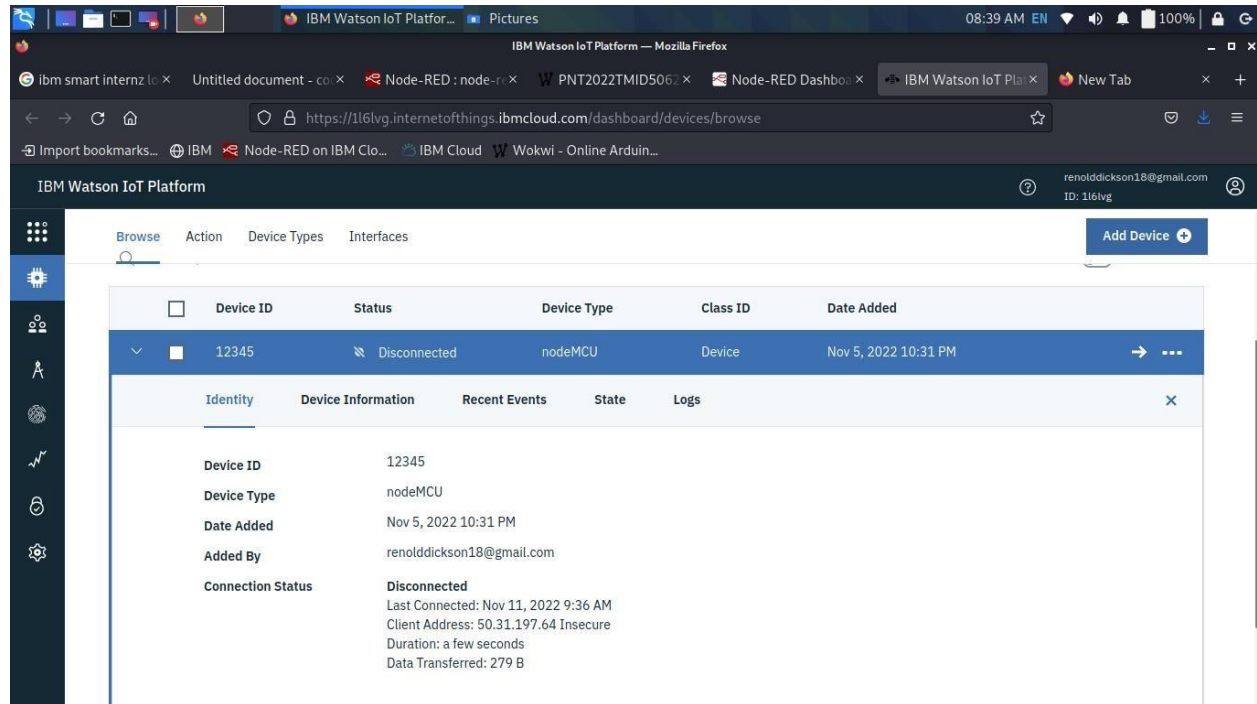 IBM Watson IoT Platfor... Pictures 08:39 AM EN 100%
IBM Watson IoT Platform — Mozilla Firefox
ibm smart internz Untitled document - Node-RED : PNT2022TMID5062 Node-RED IBM Watson IoT New Tab
https://1l6lvg.internetofthings.ibmcloud.com/dashboard/devices/browse
Import bookmarks... IBM Node-RED on IBM Clo... IBM Cloud Wokwi - Online Arduin...
IBM Watson IoT Platform
renolddickson18@gmail.com
ID: 1l6lvg
Browse Action Device Types Interfaces Add Device
Device ID Status Device Type Class ID Date Added
12345 Disconnected nodeMCU Device Nov 5, 2022 10:31 PM
Identity Device Information Recent Events State Logs
Device ID 12345
Device Type nodeMCU
Date Added Nov 5, 2022 10:31 PM
Added By renolddickson18@gmail.com
Connection Status Disconnected
Last Connected: Nov 11, 2022 9:36 AM
Client Address: 50.31.197.64 Insecure
Duration: a few seconds
Data Transferred: 279 B